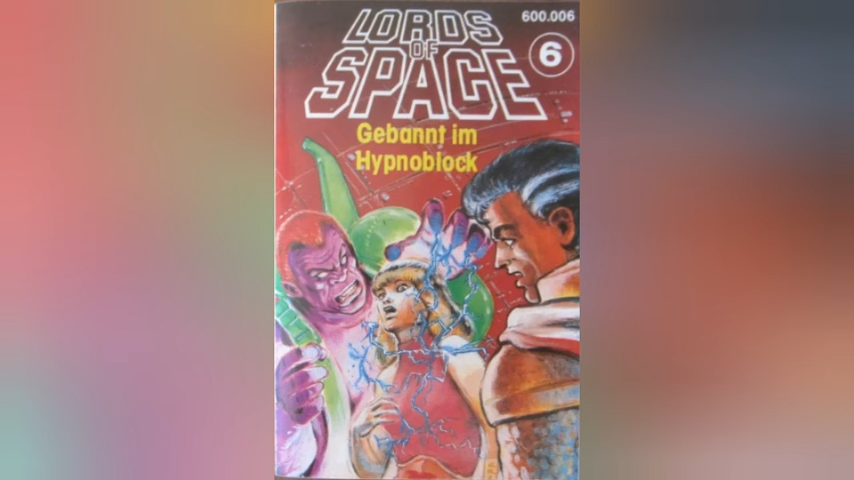 600.006
LORDS
OF
SPACE
6
Gebannt im
Hypnoblock